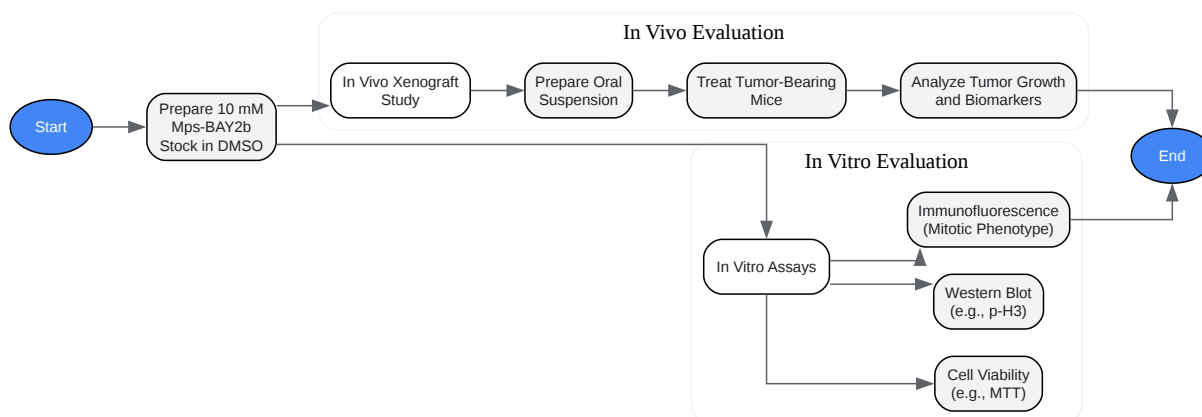 In Vivo Evaluation
Start
Prepare 10 mM
Mps-BAY2b
Stock in DMSO
In Vivo Xenograft
Study
Prepare Oral
Suspension
Treat Tumor-Bearing
Mice
Analyze Tumor Growth
and Biomarkers
End
In Vitro Evaluation
In Vitro Assays
Immunofluorescence
(Mitotic Phenotype)
Western Blot
(e.g., p-H3)
Cell Viability
(e.g., MTT)